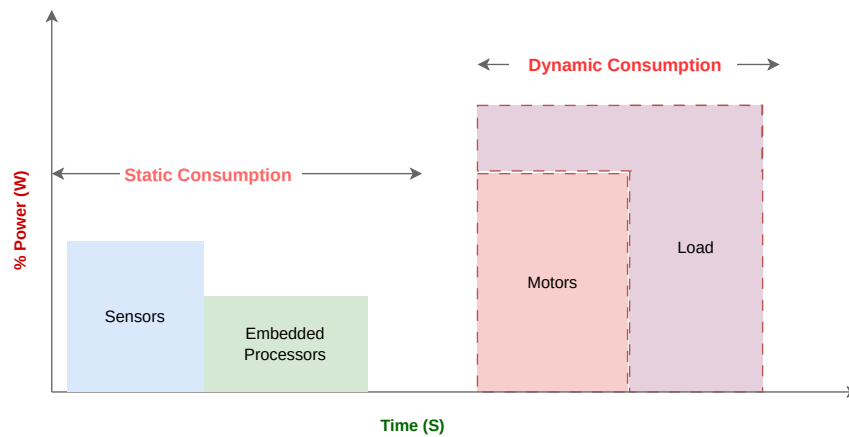 Dynamic Consumption
Static Consumption
% Power (W)
Sensors
Embedded
Processors
Motors
Load
Time (S)